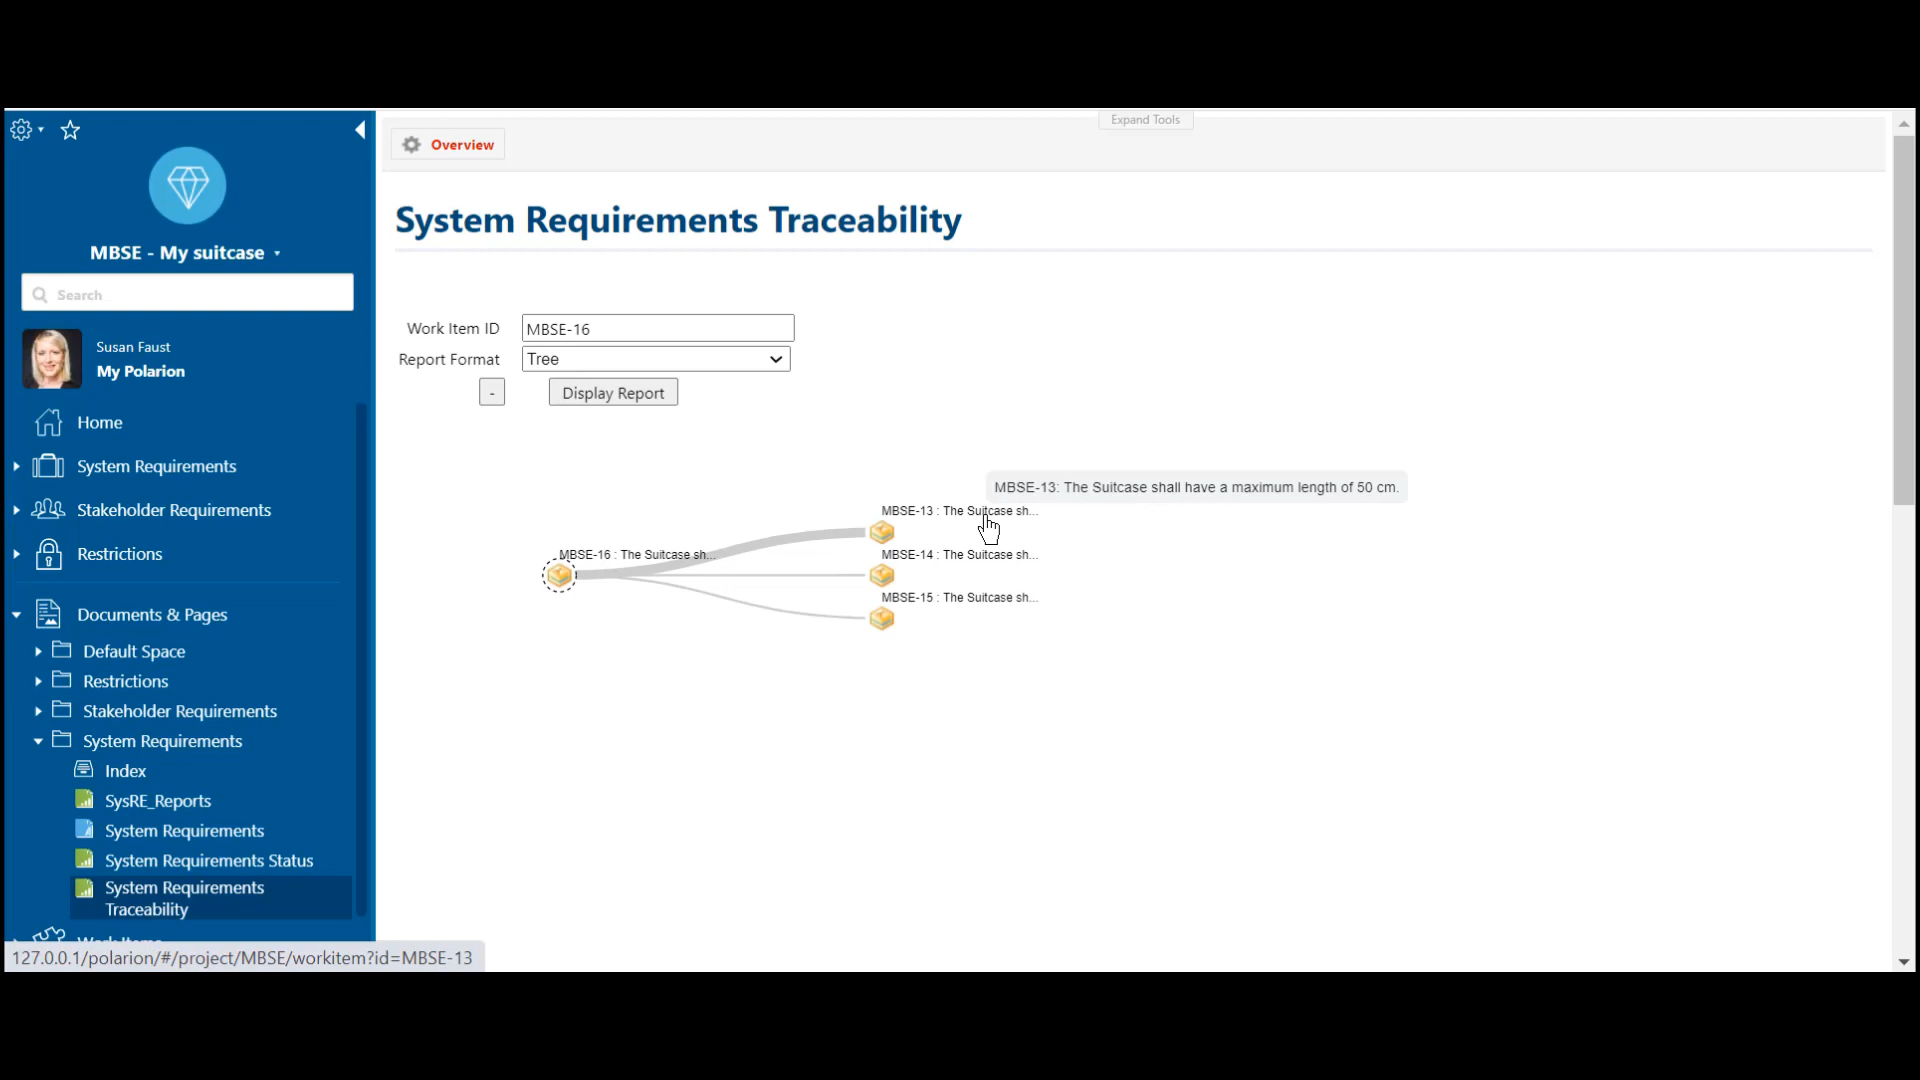 Expand Tools
Overview
System Requirements Traceability
MBSE - My suitcase
Search
Susan Faust
My Polarion
Home
System Requirements
Stakeholder Requirements
Restrictions
Documents & Pages
Default Space
Restrictions
Stakeholder Requirements
System Requirements
Index
SysRE_Reports
System Requirements
System Requirements Status
System Requirements
Traceability
Work Items
127.0.0.1/polarion/#/project/MBSE/workitem?id=MBSE-13
Work Item ID MBSE-16
Report Format Tree
- Display Report
MBSE-13: The Suitcase shall have a maximum length of 50 cm.
MBSE-13 : The Suitcase sh...
MBSE-16 : The Suitcase sh...
MBSE-14 : The Suitcase sh...
MBSE-15 : The Suitcase sh...